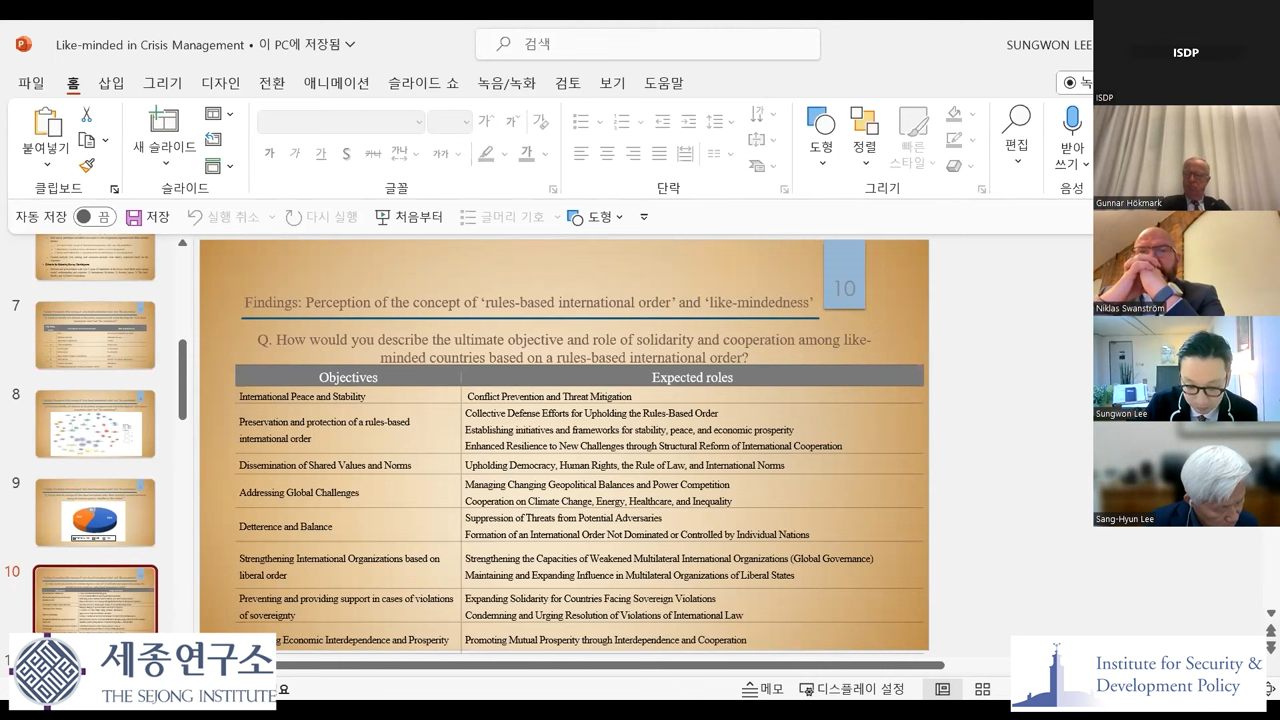 Like-minded in Crisis Management • 이 PC에 저장됨
검색
SUNGWON LEE
파일 홈 삽입 그리기 디자인 전환 애니메이션 슬라이드 쇼 녹음/녹화 검토 보기 도움말
붙여넣기
새 슬라이드
가 가 가 S 가나 가나 가가 가
도형 정렬 빠른 스타일
편집
받아쓰기
클립보드 슬라이드 글꼴 단락 그리기 음성
자동 저장 끔 저장 실행 취소 다시 실행 처음부터 글머리 기호 도형
7
8
9
10
10
Findings: Perception of the concept of 'rules-based international order' and 'like-mindedness'
Q. How would you describe the ultimate objective and role of solidarity and cooperation among like-
minded countries based on a rules-based international order?
Objectives Expected roles
International Peace and Stability Conflict Prevention and Threat Mitigation
Preservation and protection of a rules-based
international order
Collective Defense Efforts for Upholding the Rules-Based Order
Establishing initiatives and frameworks for stability, peace, and economic prosperity
Enhanced Resilience to New Challenges through Structural Reform of International Cooperation
Dissemination of Shared Values and Norms Upholding Democracy, Human Rights, the Rule of Law, and International Norms
Addressing Global Challenges
Managing Changing Geopolitical Balances and Power Competition
Cooperation on Climate Change, Energy, Healthcare, and Inequality
Detterence and Balance
Suppression of Threats from Potential Adversaries
Formation of an International Order Not Dominated or Controlled by Individual Nations
Strengthening International Organizations based on
liberal order
Strengthening the Capacities of Weakened Multilateral International Organizations (Global Governance)
Maintaining and Expanding Influence in Multilateral Organizations of Liberal States
Preventing and providing support in cases of violations
of sovereignty
Expanding Solidarity for Countries Facing Sovereign Violations
Condemning and Urging Resolution of Violations of International Law
Economic Interdependence and Prosperity Promoting Mutual Prosperity through Interdependence and Cooperation
메모 디스플레이 설정
ISDP
ISDP
Gunnar Hökmark
Niklas Swanström
Sungwon Lee
Sang-Hyun Lee
세종연구소
THE SEJONG INSTITUTE
Institute for Security &
Development Policy